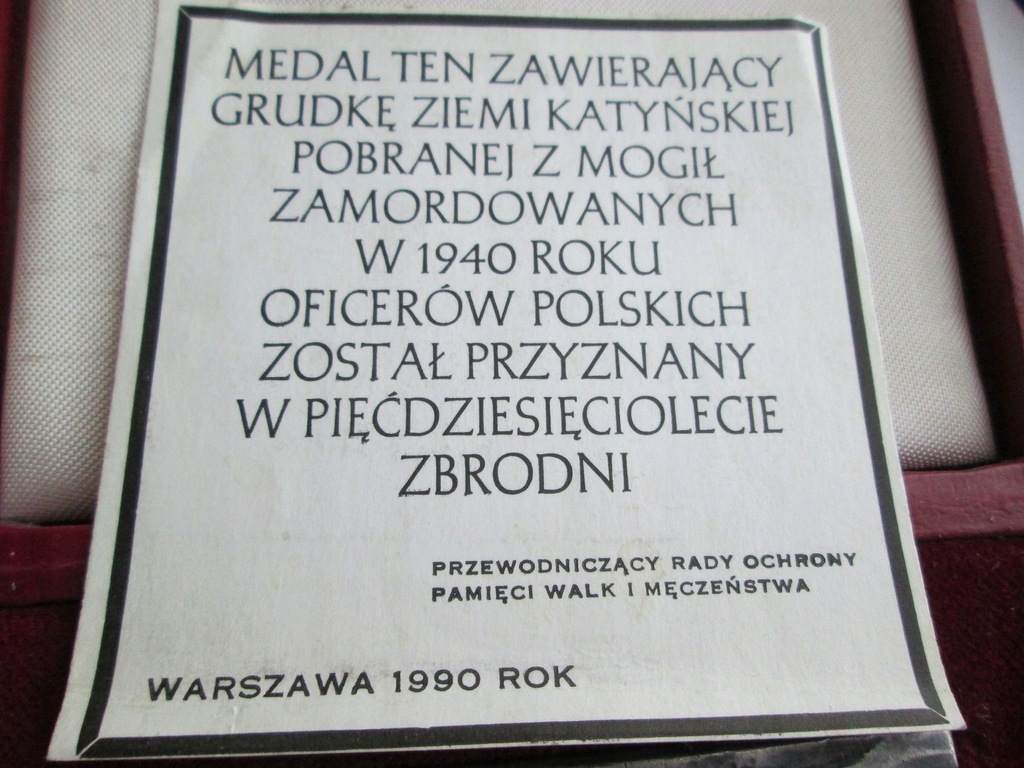 MEDAL TEN ZAWIERAJĄCY
GRUDKĘ ZIEMI KATYŃSKIEJ
POBRANEJ Z MOGIŁ
ZAMORDOWANYCH
W 1940 ROKU
OFICERÓW POLSKICH
ZOSTAŁ PRZYZNANY
W PIĘĆDZIESIĘCIOLECIE
ZBRODNI
PRZEWODNICZĄCY RADY OCHRONY
PAMIĘCI WALK I MĘCZEŃSTWA
WARSZAWA 1990 ROK